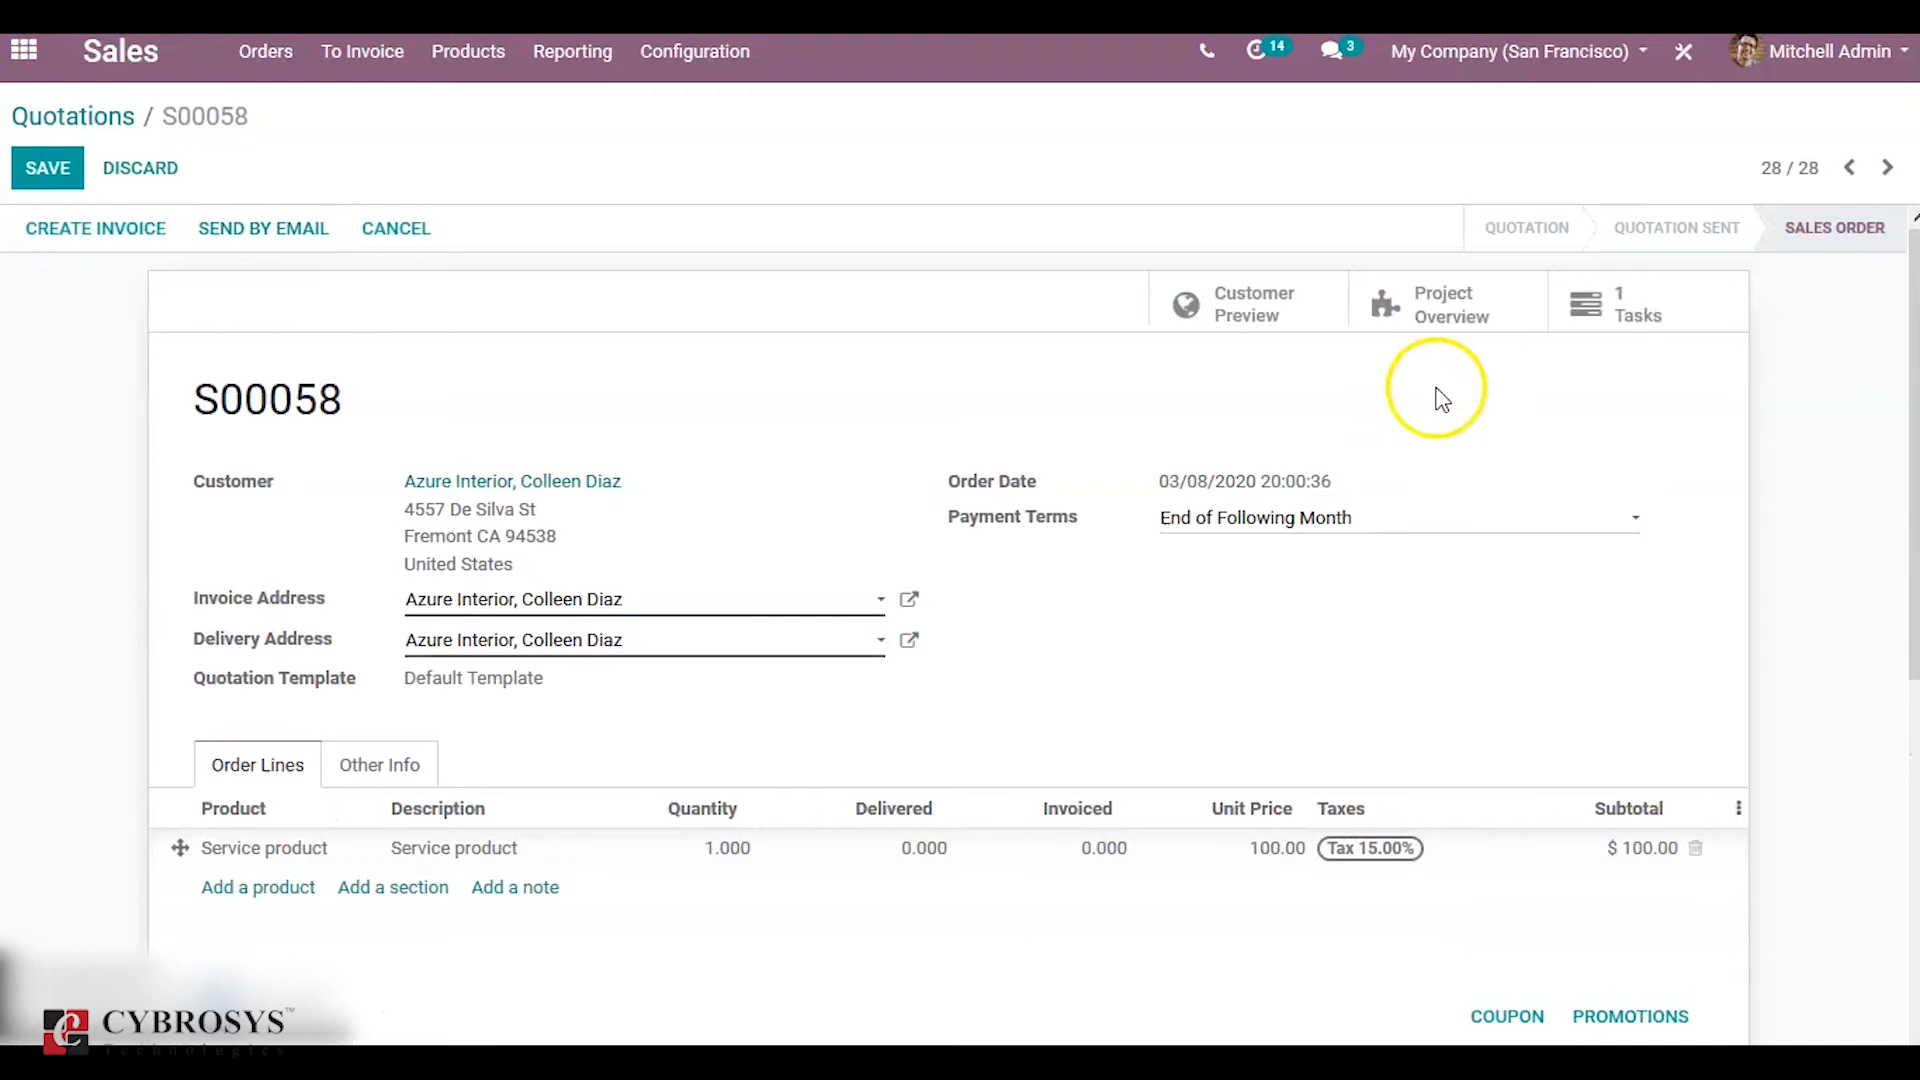 Sales Orders To Invoice Products Reporting Configuration 14 3 My Company (San Francisco) Mitchell Admin
Quotations / S00058
SAVE DISCARD 28 / 28
CREATE INVOICE SEND BY EMAIL CANCEL QUOTATION QUOTATION SENT SALES ORDER
Customer Preview Project Overview 1 Tasks
S00058
Customer Azure Interior, Colleen Diaz Order Date 03/08/2020 20:00:36
4557 De Silva St Payment Terms End of Following Month
Fremont CA 94538
United States
Invoice Address Azure Interior, Colleen Diaz
Delivery Address Azure Interior, Colleen Diaz
Quotation Template Default Template
Order Lines Other Info
Product Description Quantity Delivered Invoiced Unit Price Taxes Subtotal
Service product Service product 1.000 0.000 0.000 100.00 Tax 15.00% $ 100.00
Add a product Add a section Add a note
COUPON PROMOTIONS
CYBROSYS™
Technologies